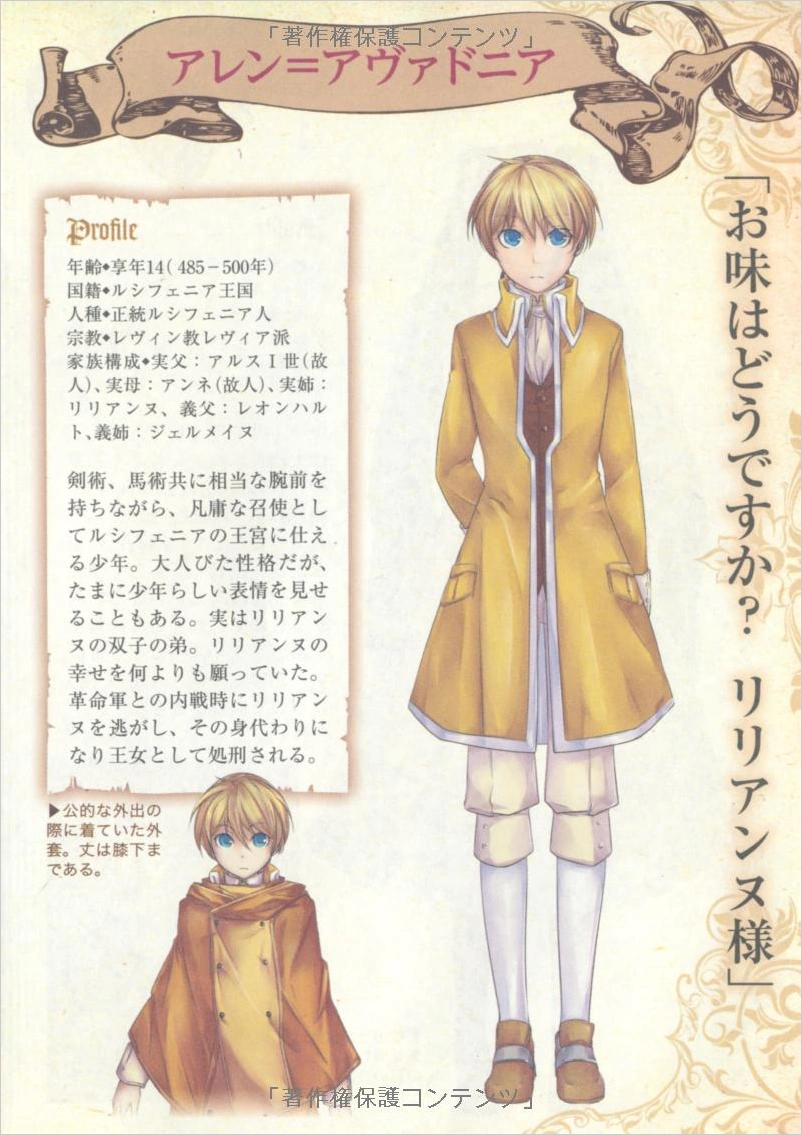 「著作権保護コンテンツ」
アレン＝アヴァドニア
Profile
年齢◆享年14（485－500年）
国籍◆ルシフェニア王国
人種◆正統ルシフェニア人
宗教◆レヴィン教レヴィア派
家族構成◆実父：アルスⅠ世（故
人）、実母：アンネ（故人）、実姉：
リリアンヌ、義父：レオンハル
ト、義姉：ジェルメイヌ
剣術、馬術共に相当な腕前を
持ちながら、凡庸な召使とし
てルシフェニアの王宮に仕え
る少年。大人びた性格だが、
たまに少年らしい表情を見せ
ることもある。実はリリアン
ヌの双子の弟。リリアンヌの
幸せを何よりも願っていた。
革命軍との内戦時にリリアン
ヌを逃がし、その身代わりに
なり王女として処刑される。
▶公的な外出の
際に着ていた外
套。丈は膝下ま
である。
「お味はどうですか？　リリアンヌ様」
「著作権保護コンテンツ」